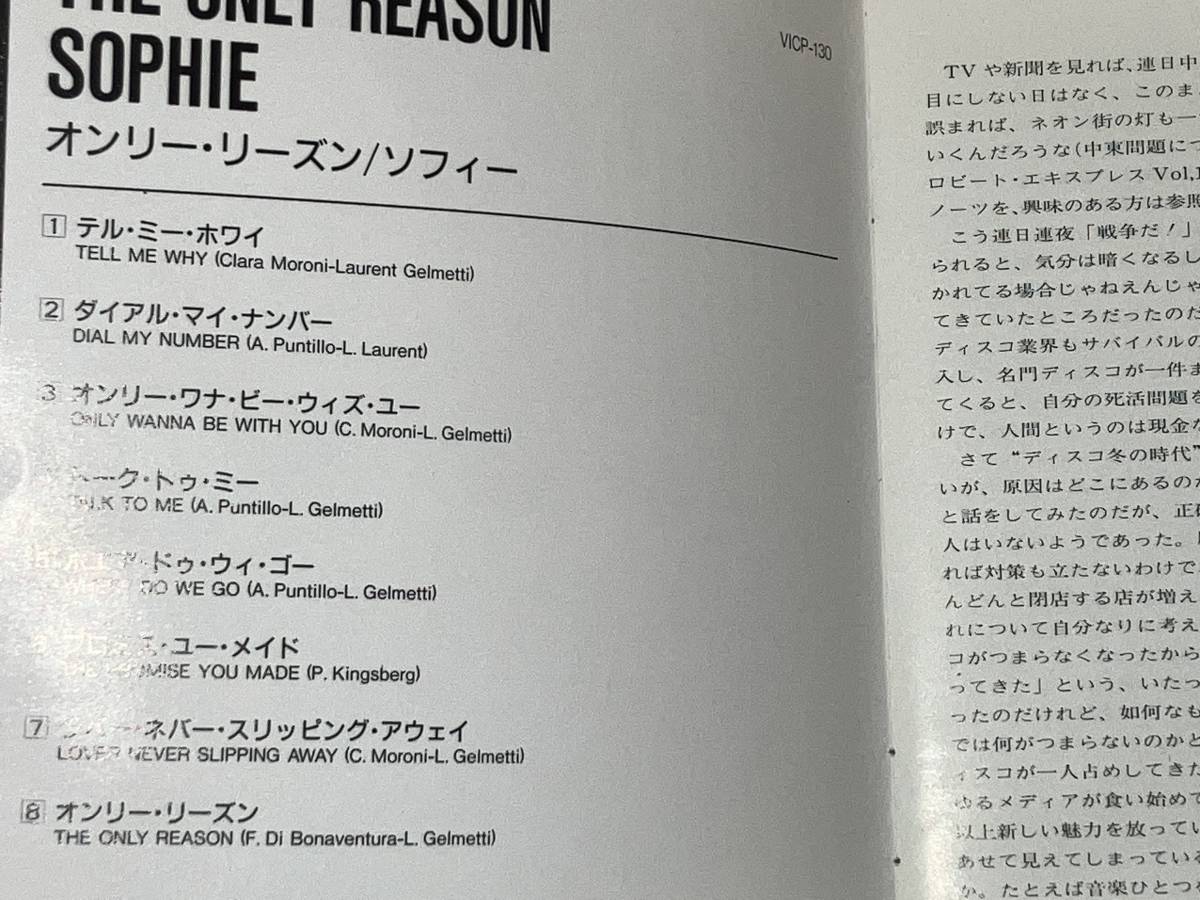 THE ONLY REASON
SOPHIE
オンリー・リーズン/ソフィー
VICP-130
1 テル・ミー・ホワイ
TELL ME WHY (Clara Moroni-Laurent Gelmetti)
2 ダイアル・マイ・ナンバー
DIAL MY NUMBER (A. Puntillo-L. Laurent)
3 オンリー・ワナ・ビー・ウィズ・ユー
ONLY WANNA BE WITH YOU (C. Moroni-L. Gelmetti)
トーク・トゥ・ミー
TALK TO ME (A. Puntillo-L. Gelmetti)
ドゥ・ウィ・ゴー
DO WE GO (A. Puntillo-L. Gelmetti)
ユー・メイド
YOU MADE (P. Kingsberg)
7 ネバー・スリッピング・アウェイ
LOVER NEVER SLIPPING AWAY (C. Moroni-L. Gelmetti)
8 オンリー・リーズン
THE ONLY REASON (F. Di Bonaventura-L. Gelmetti)
TV や新聞を見れば、連日中
目にしない日はなく、このま
誤まれば、ネオン街の灯も一
いくんだろうな(中東問題につ
ロビート・エキスプレス Vol,1
ノーツを、興味のある方は参照
こう連日連夜「戦争だ!」
られると、気分は暗くなるし
かれてる場合じゃねえんじゃ
てきていたところだったのだ
ディスコ業界もサバイバルの
入し、名門ディスコが一件ま
てくると、自分の死活問題を
けで、人間というのは現金な
さて“ディスコ冬の時代”
いが、原因はどこにあるのか
と話をしてみたのだが、正確
人はいないようであった。
れば対策も立たないわけで
んどんと閉店する店が増え
れについて自分なりに考え
コがつまらなくなったから
ってきた」という、いたっ
ったのだけれど、如何なも
では何がつまらないのかと
ィスコが一人占めしてきた
ゆるメディアが食い始めて
以上新しい魅力を放ってい
あせて見えてしまっている
か。たとえば音楽ひとつを